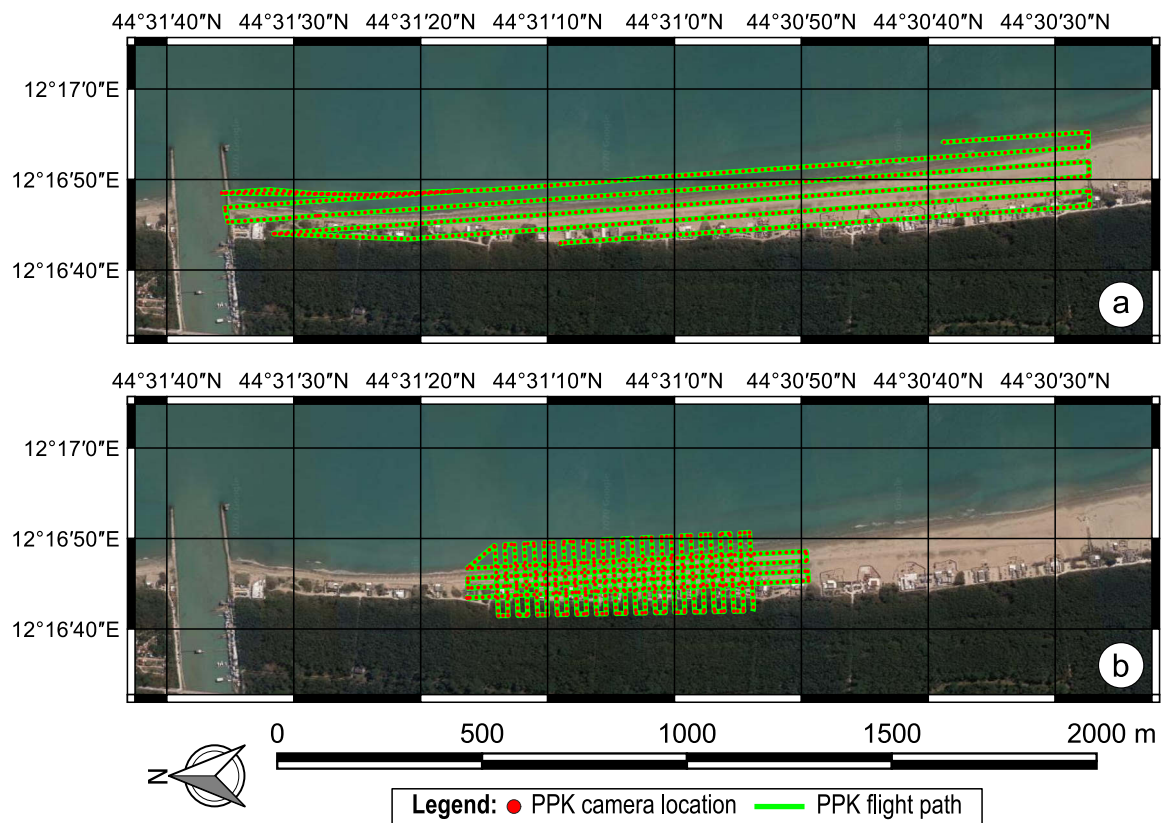 44°31′40″N 44°31′30″N 44°31′20″N 44°31′10″N 44°31′0″N 44°30′50″N 44°30′40″N 44°30′30″N
12°17′0″E
12°16′50″E
12°16′40″E
a
44°31′40″N 44°31′30″N 44°31′20″N 44°31′10″N 44°31′0″N 44°30′50″N 44°30′40″N 44°30′30″N
12°17′0″E
12°16′50″E
12°16′40″E
b
0 500 1000 1500 2000 m
N
Legend: PPK camera location PPK flight path